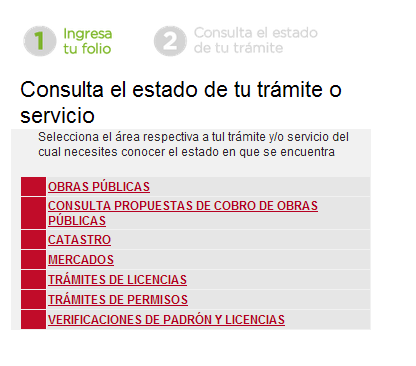 1 Ingresa
tu folio
2 Consulta el estado
de tu trámite
Consulta el estado de tu trámite o
servicio
Selecciona el área respectiva a tul trámite y/o servicio del
cual necesites conocer el estado en que se encuentra
OBRAS PÚBLICAS
CONSULTA PROPUESTAS DE COBRO DE OBRAS
PÚBLICAS
CATASTRO
MERCADOS
TRÁMITES DE LICENCIAS
TRÁMITES DE PERMISOS
VERIFICACIONES DE PADRÓN Y LICENCIAS